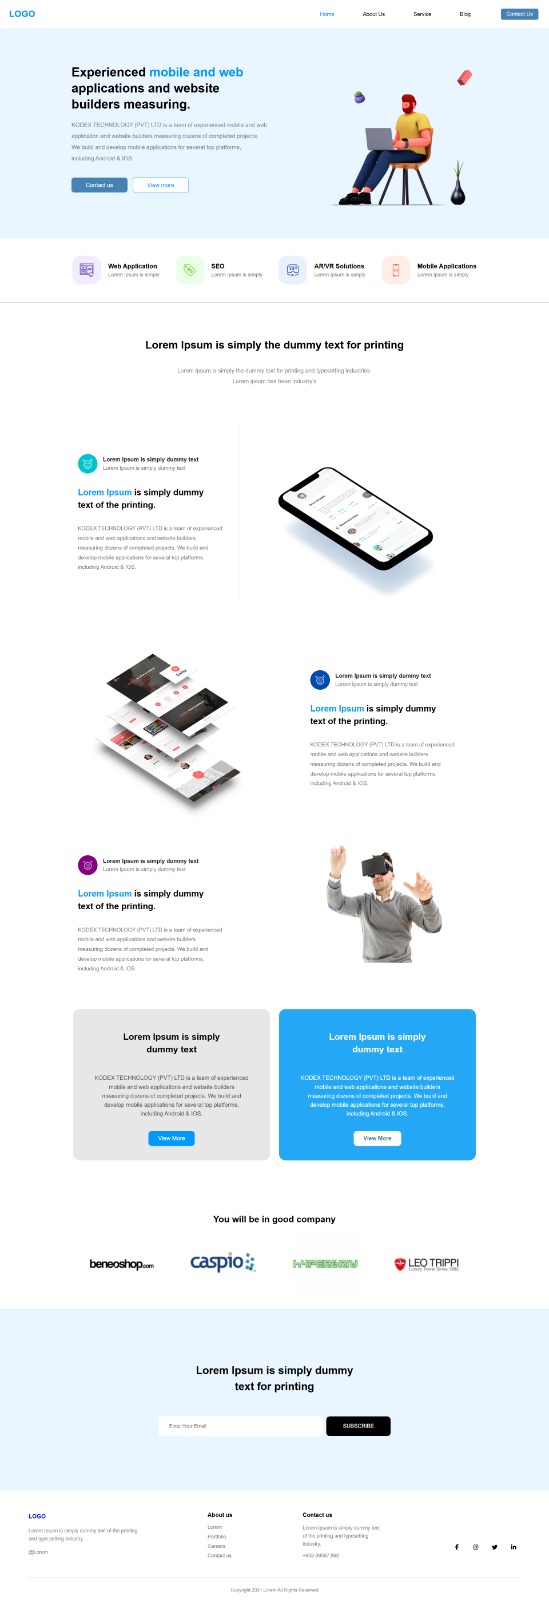 LOGO
Home About Us Service Blog Contact Us
Experienced mobile and web
applications and website
builders measuring.
KODEX TECHNOLOGY (PVT) LTD is a team of experienced mobile and web
application and website builders measuring dozens of completed projects.
We build and develop mobile applications for several top platforms,
including Android & IOS.
Contact us View more
Web Application
Lorem Ipsum is simply
SEO
Lorem Ipsum is simply
AR/VR Solutions
Lorem Ipsum is simply
Mobile Applications
Lorem Ipsum is simply
Lorem Ipsum is simply the dummy text for printing
Lorem Ipsum is simply the dummy text for printing and typesetting industries.
Lorem Ipsum has been industry's
Lorem Ipsum is simply dummy text
Lorem Ipsum is simply dummy text
Lorem Ipsum is simply dummy
text of the printing.
KODEX TECHNOLOGY (PVT) LTD is a team of experienced
mobile and web applications and website builders
measuring dozens of completed projects. We build and
develop mobile applications for several top platforms,
including Android & IOS.
Lorem Ipsum is simply dummy text
Lorem Ipsum is simply dummy text
Lorem Ipsum is simply dummy
text of the printing.
KODEX TECHNOLOGY (PVT) LTD is a team of experienced
mobile and web applications and website builders
measuring dozens of completed projects. We build and
develop mobile applications for several top platforms,
including Android & IOS.
Lorem Ipsum is simply dummy text
Lorem Ipsum is simply dummy text
Lorem Ipsum is simply dummy
text of the printing.
KODEX TECHNOLOGY (PVT) LTD is a team of experienced
mobile and web applications and website builders
measuring dozens of completed projects. We build and
develop mobile applications for several top platforms,
including Android & IOS.
Lorem Ipsum is simply
dummy text
KODEX TECHNOLOGY (PVT) LTD is a team of experienced
mobile and web applications and website builders
measuring dozens of completed projects. We build and
develop mobile applications for several top platforms,
including Android & IOS.
View More
Lorem Ipsum is simply
dummy text
KODEX TECHNOLOGY (PVT) LTD is a team of experienced
mobile and web applications and website builders
measuring dozens of completed projects. We build and
develop mobile applications for several top platforms,
including Android & IOS.
View More
You will be in good company
beneoshop.com
caspio
LEO TRIPPI
Luxury Travel Since 1882
Lorem Ipsum is simply dummy
text for printing
Enter Your Email SUBSCRIBE
LOGO
Lorem Ipsum is simply dummy text of the printing
and type setting industry.
@Lorem
About us
Lorem
Portfolio
Careers
Contact us
Contact us
Lorem Ipsum is simply dummy text
of the printing and typesetting
industry.
Copyright 2021 Lorem All Rights Reserved